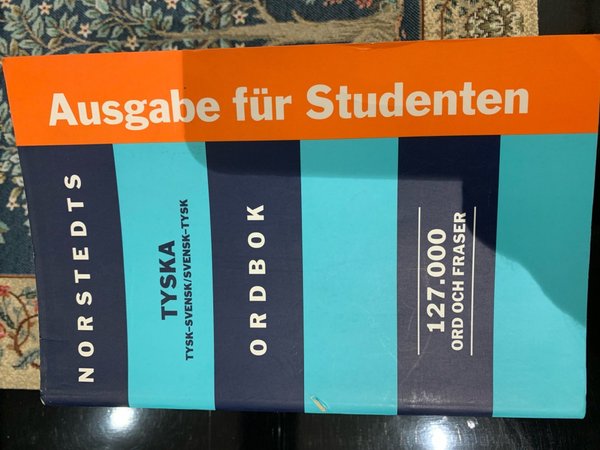 Ausgabe für Studenten
NORSTEDTS
TYSKA
TYSK–SVENSK/SVENSK–TYSK
ORDBOK
127.000
ORD OCH FRASER